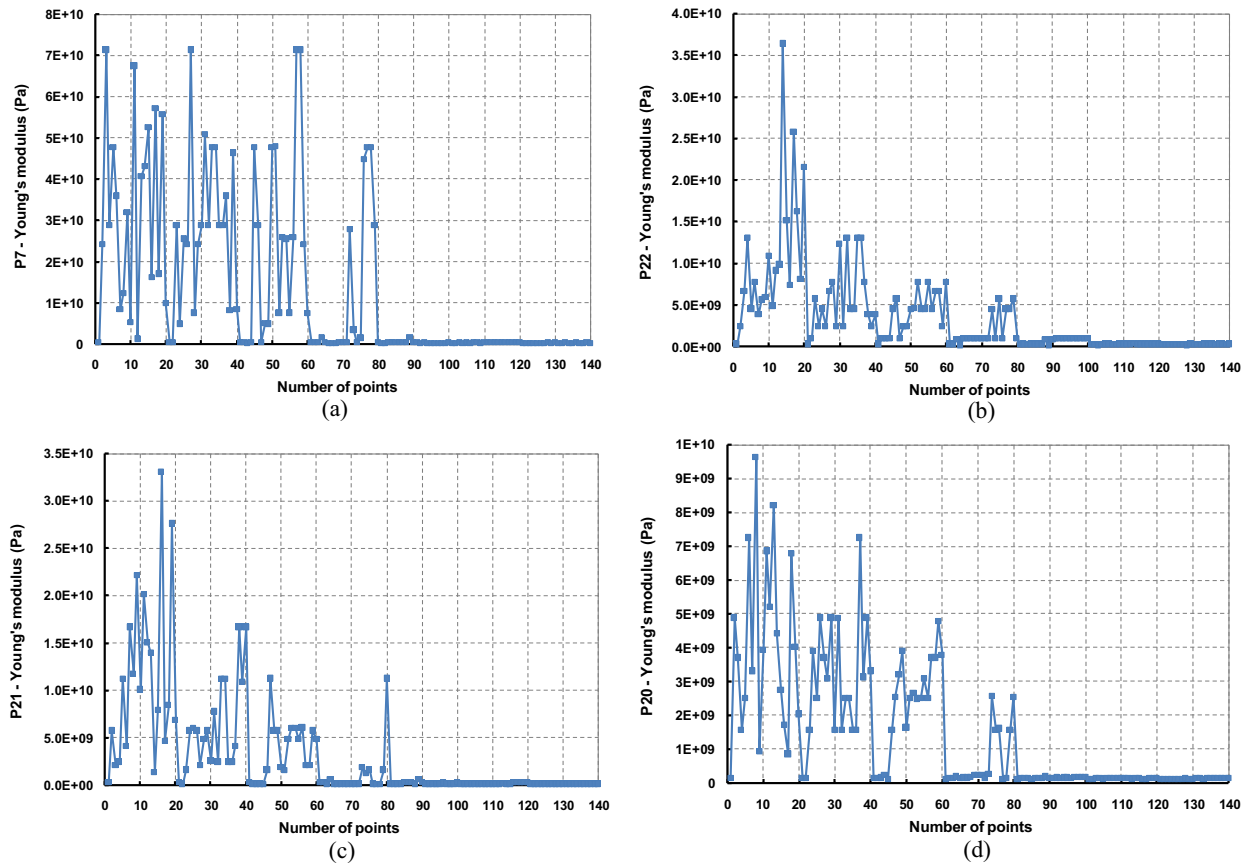 8E+10
7E+10
6E+10
5E+10
4E+10
3E+10
2E+10
1E+10
0
P7 - Young's modulus (Pa)
0 10 20 30 40 50 60 70 80 90 100 110 120 130 140
Number of points
(a)
4.0E+10
3.5E+10
3.0E+10
2.5E+10
2.0E+10
1.5E+10
1.0E+10
5.0E+09
0.0E+00
P22 - Young's modulus (Pa)
0 10 20 30 40 50 60 70 80 90 100 110 120 130 140
Number of points
(b)
3.5E+10
3.0E+10
2.5E+10
2.0E+10
1.5E+10
1.0E+10
5.0E+09
0.0E+00
P21 - Young's modulus (Pa)
0 10 20 30 40 50 60 70 80 90 100 110 120 130 140
Number of points
(c)
1E+10
9E+09
8E+09
7E+09
6E+09
5E+09
4E+09
3E+09
2E+09
1E+09
0
P20 - Young's modulus (Pa)
0 10 20 30 40 50 60 70 80 90 100 110 120 130 140
Number of points
(d)